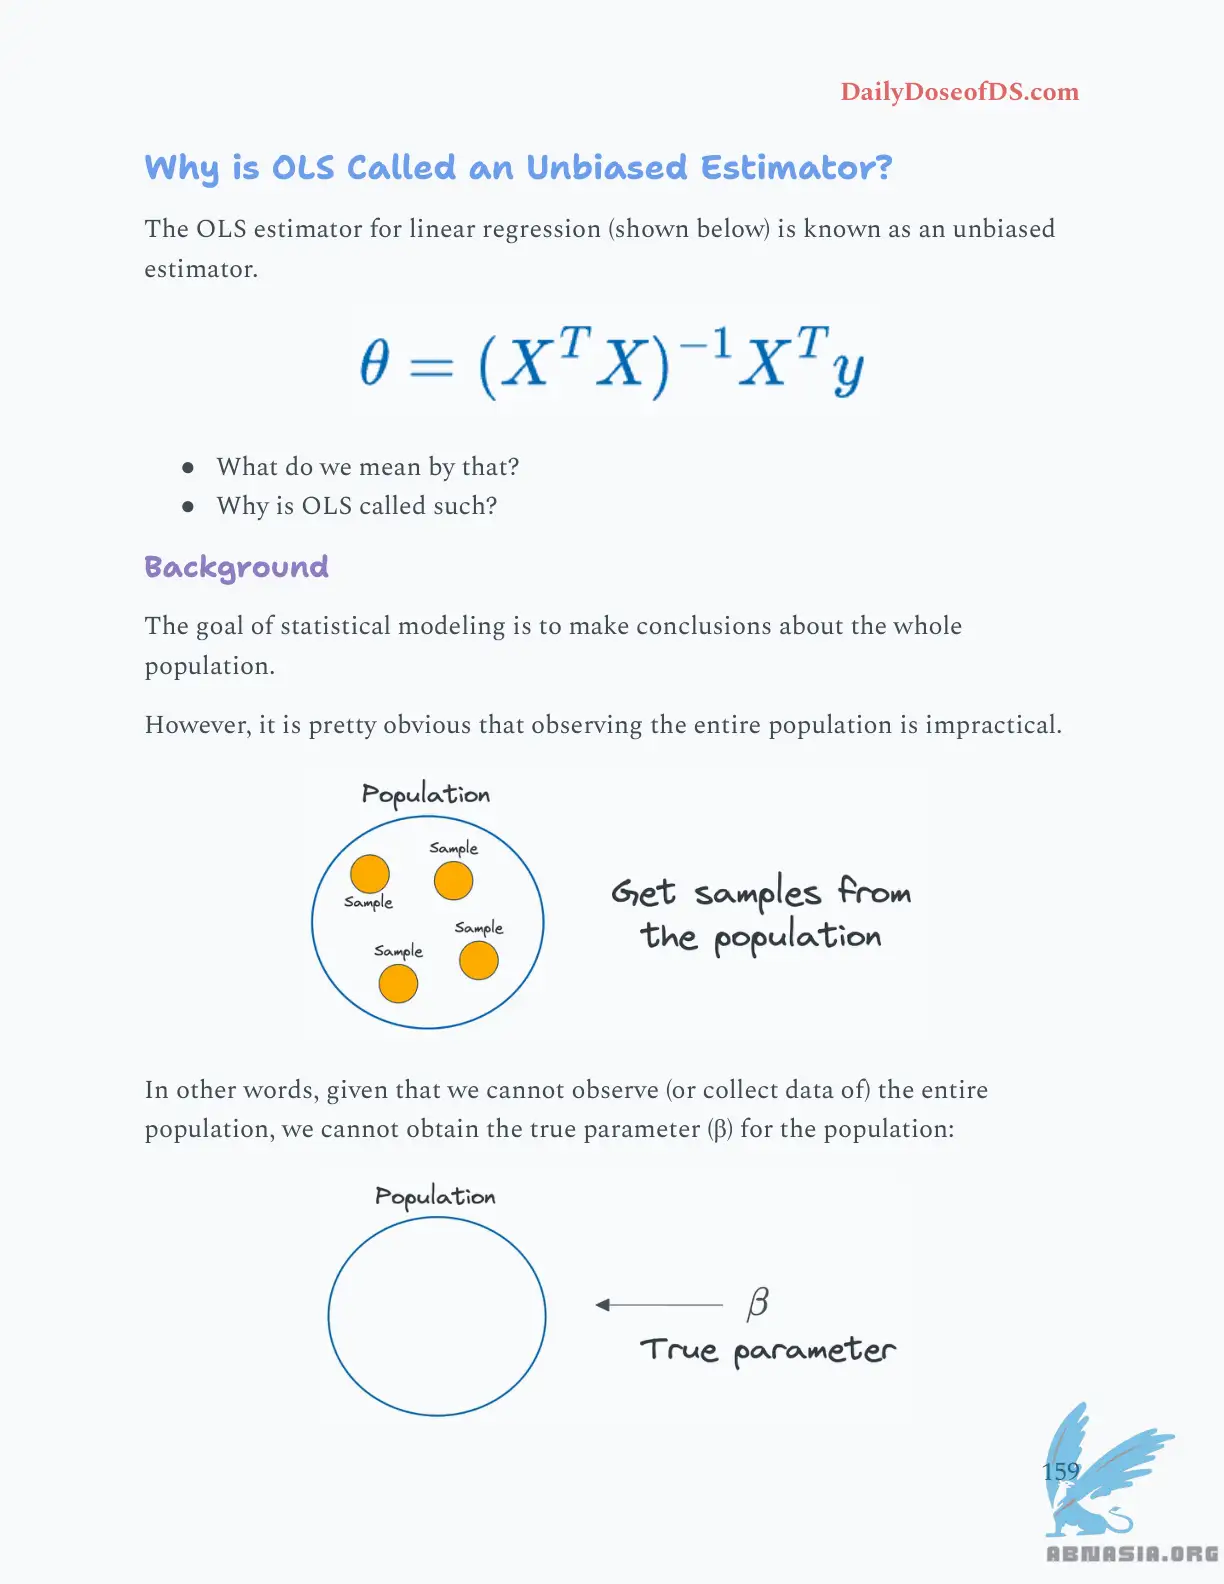 DailyDoseofDS.com
Why is OLS Called an Unbiased Estimator?
The OLS estimator for linear regression (shown below) is known as an unbiased
estimator.
θ = (X^T X)^{-1} X^T y
● What do we mean by that?
● Why is OLS called such?
Background
The goal of statistical modeling is to make conclusions about the whole
population.
However, it is pretty obvious that observing the entire population is impractical.
Population
Sample
Sample
Sample
Sample
Get samples from
the population
In other words, given that we cannot observe (or collect data of) the entire
population, we cannot obtain the true parameter (β) for the population:
Population
β
True parameter
159
ABNASIA.ORG